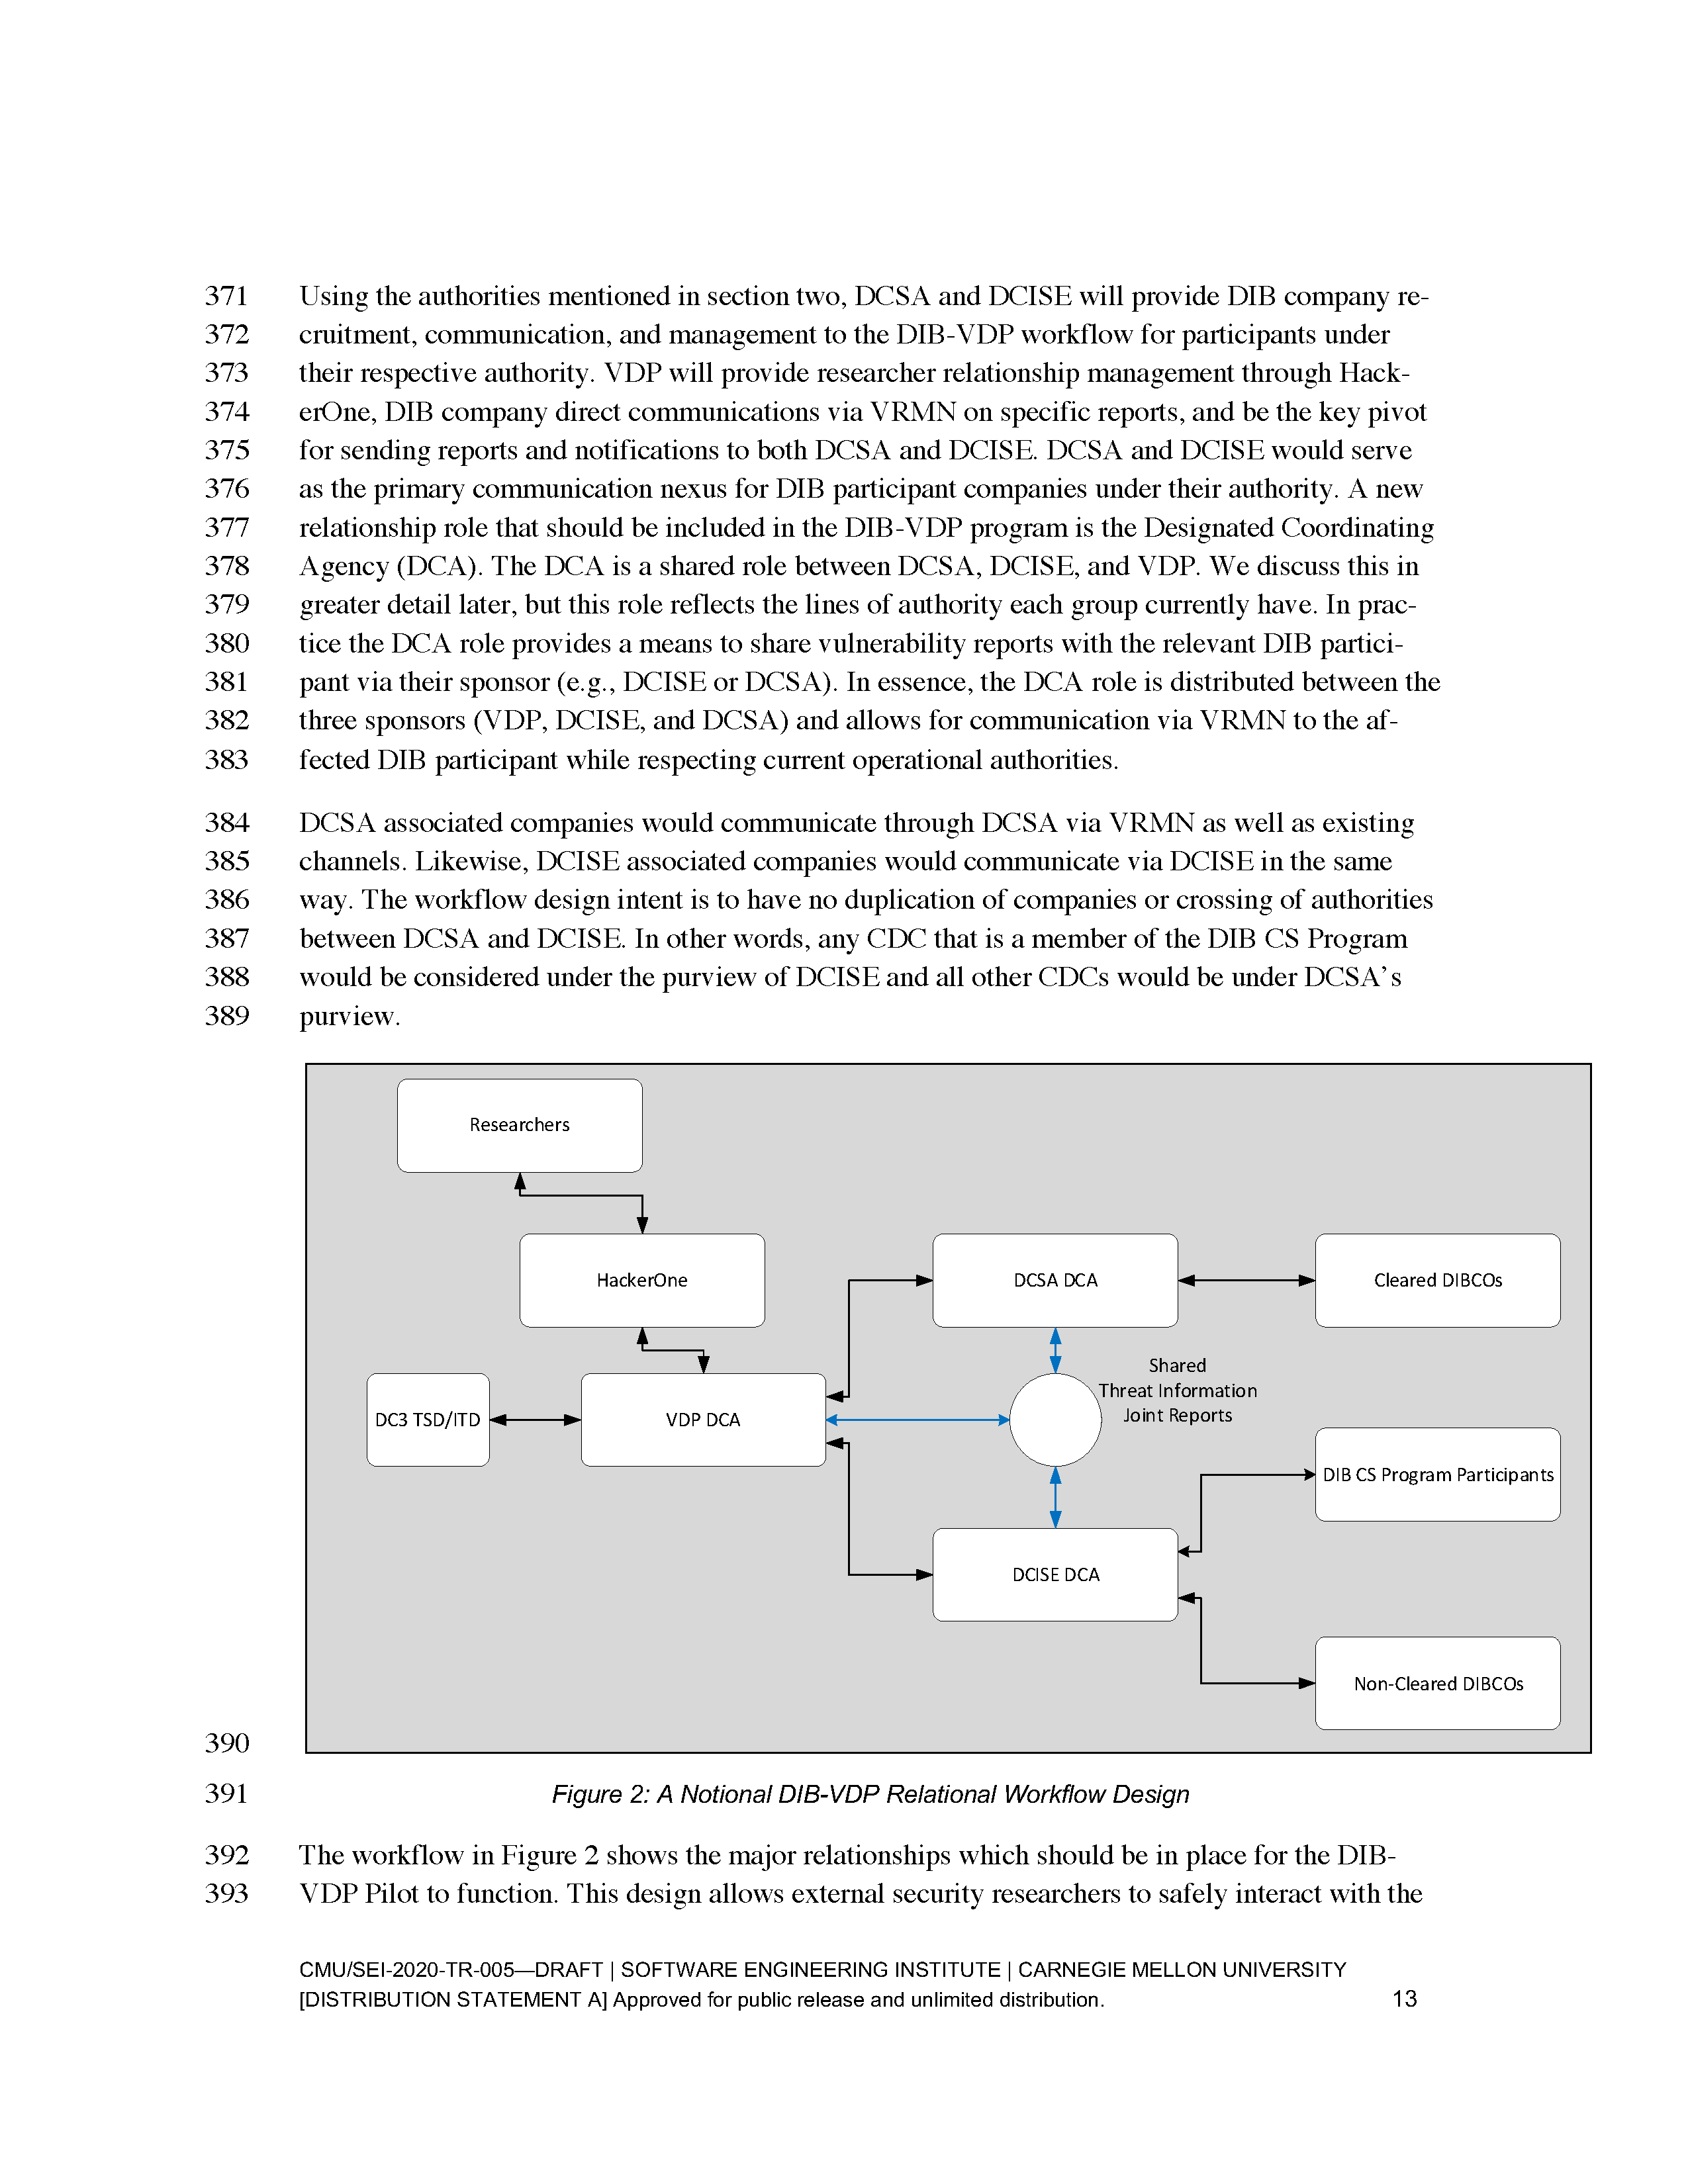 371 Using the authorities mentioned in section two, DCSA and DCISE will provide DIB company re-
372 cruitment, communication, and management to the DIB-VDP workflow for participants under
373 their respective authority. VDP will provide researcher relationship management through Hack-
374 erOne, DIB company direct communications via VRMN on specific reports, and be the key pivot
375 for sending reports and notifications to both DCSA and DCISE. DCSA and DCISE would serve
376 as the primary communication nexus for DIB participant companies under their authority. A new
377 relationship role that should be included in the DIB-VDP program is the Designated Coordinating
378 Agency (DCA). The DCA is a shared role between DCSA, DCISE, and VDP. We discuss this in
379 greater detail later, but this role reflects the lines of authority each group currently have. In prac-
380 tice the DCA role provides a means to share vulnerability reports with the relevant DIB partici-
381 pant via their sponsor (e.g., DCISE or DCSA). In essence, the DCA role is distributed between the
382 three sponsors (VDP, DCISE, and DCSA) and allows for communication via VRMN to the af-
383 fected DIB participant while respecting current operational authorities.
384 DCSA associated companies would communicate through DCSA via VRMN as well as existing
385 channels. Likewise, DCISE associated companies would communicate via DCISE in the same
386 way. The workflow design intent is to have no duplication of companies or crossing of authorities
387 between DCSA and DCISE. In other words, any CDC that is a member of the DIB CS Program
388 would be considered under the purview of DCISE and all other CDCs would be under DCSA's
389 purview.
Researchers
HackerOne
DCSA DCA
Cleared DIBCOs
Shared
Threat Information
Joint Reports
DC3 TSD/ITD
VDP DCA
DIB CS Program Participants
DCISE DCA
Non-Cleared DIBCOs
390
391 Figure 2: A Notional DIB-VDP Relational Workflow Design
392 The workflow in Figure 2 shows the major relationships which should be in place for the DIB-
393 VDP Pilot to function. This design allows external security researchers to safely interact with the
CMU/SEI-2020-TR-005—DRAFT | SOFTWARE ENGINEERING INSTITUTE | CARNEGIE MELLON UNIVERSITY
[DISTRIBUTION STATEMENT A] Approved for public release and unlimited distribution. 13